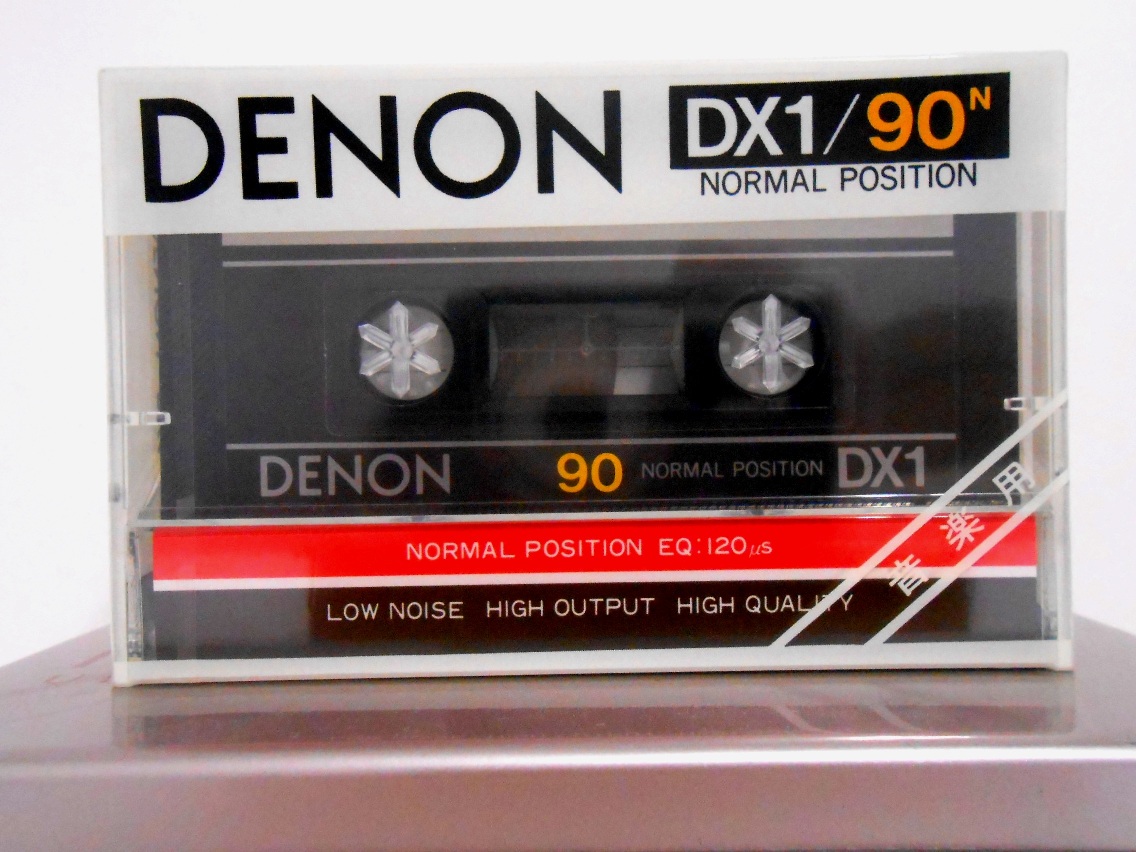 DENON
DX1/90N
NORMAL POSITION
DENON 90 NORMAL POSITION DX1
NORMAL POSITION EQ:120μs
LOW NOISE HIGH OUTPUT HIGH QUALITY
音楽用